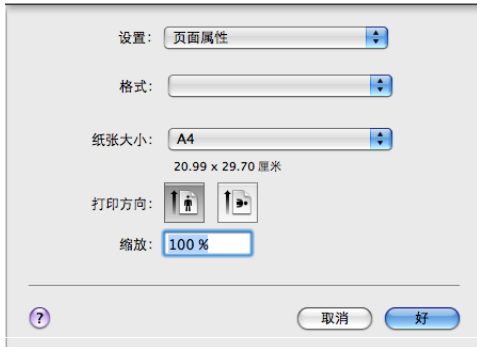 设置： 页面属性
格式：
纸张大小： A4
20.99 x 29.70 厘米
打印方向：
缩放： 100 %
?
取消 好